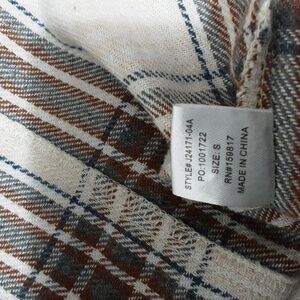 STYLE#J24171-04A
PO:1001722
SIZE: S
RN#159817
MADE IN CHINA